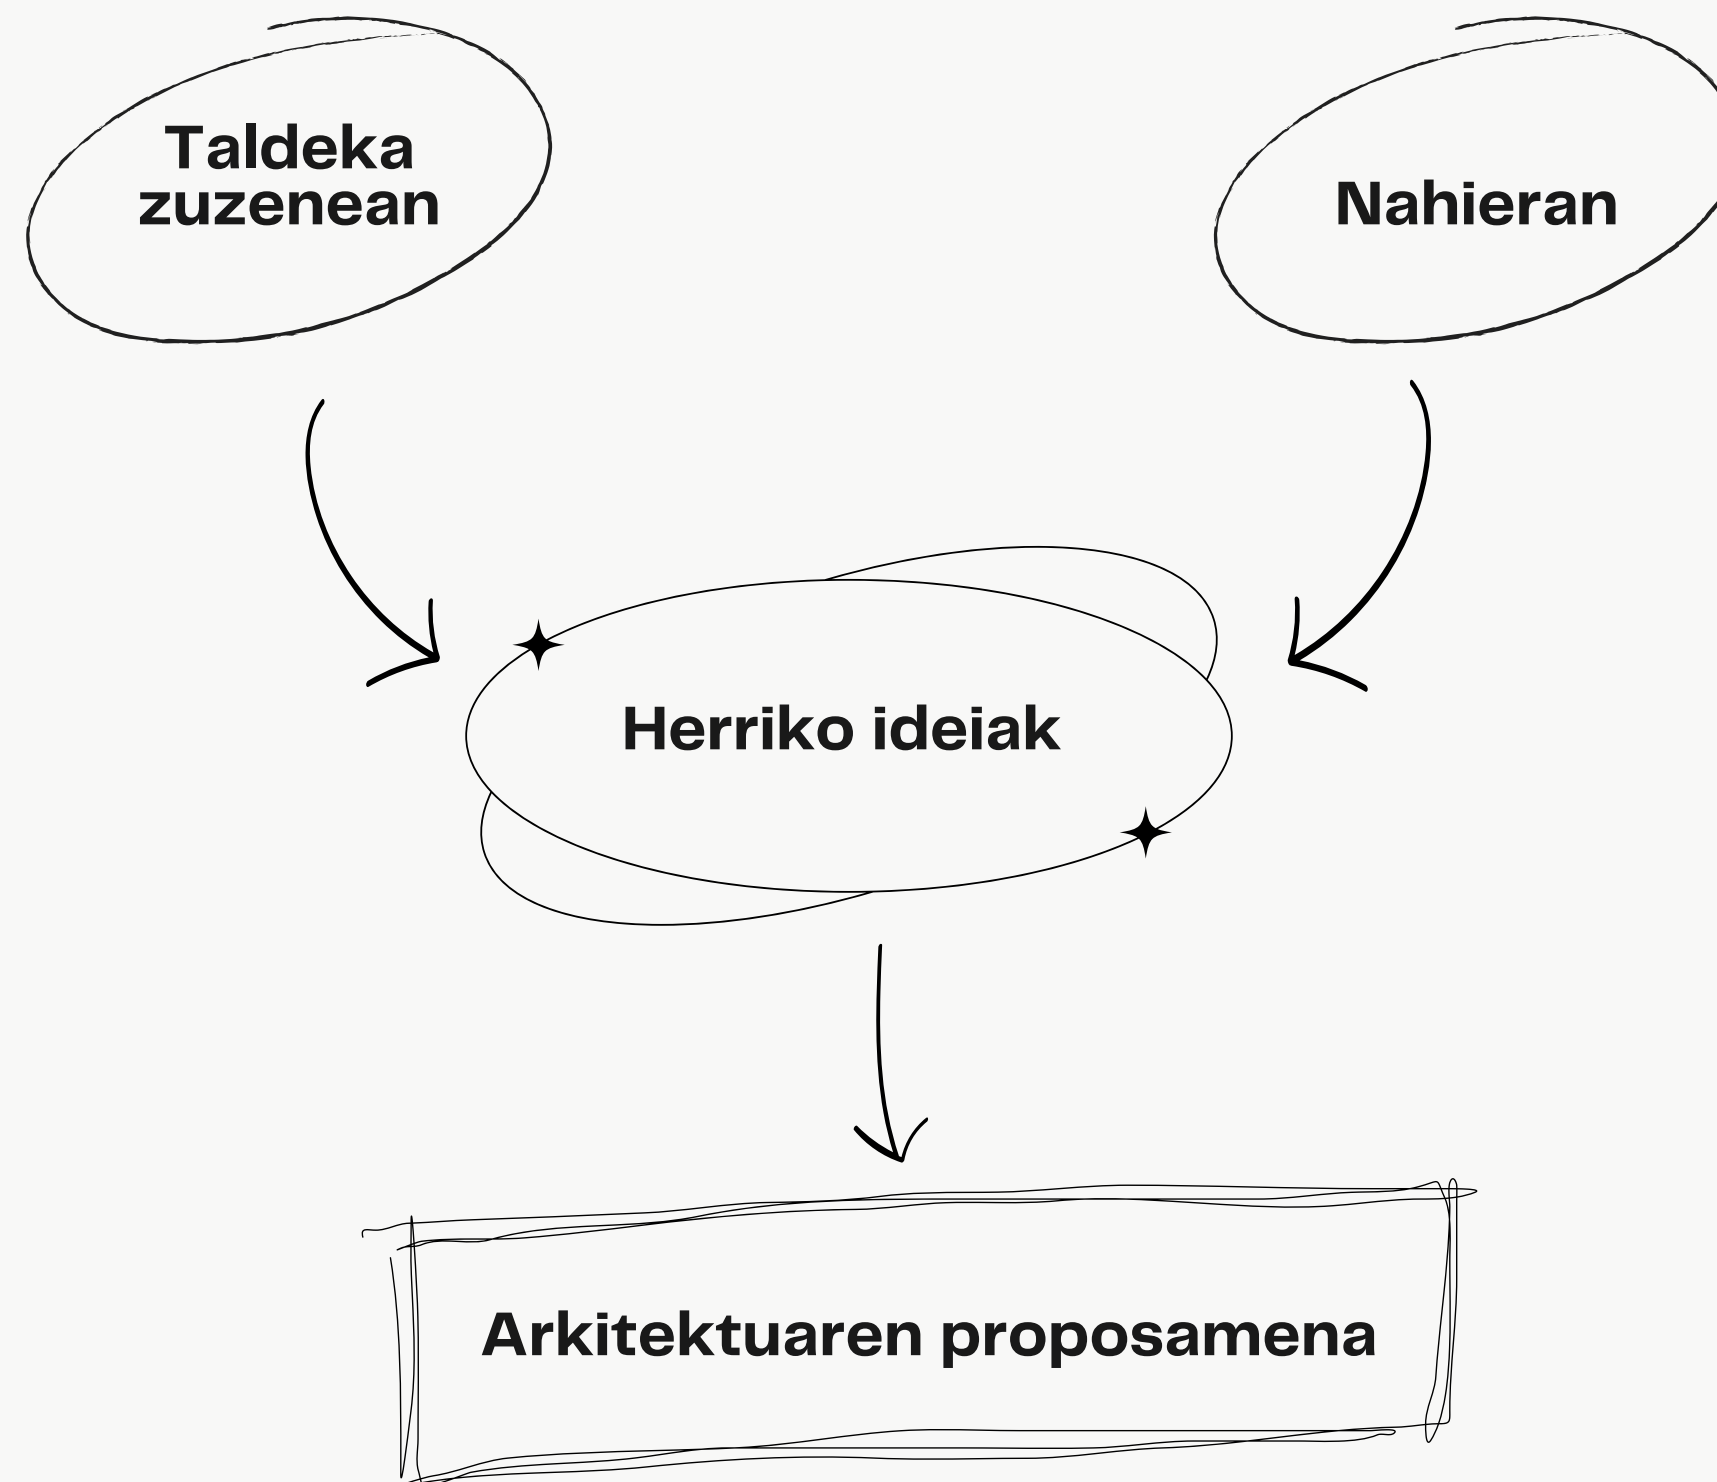 Taldeka
zuzenean
Nahieran
Herriko ideiak
Arkitektuaren proposamena